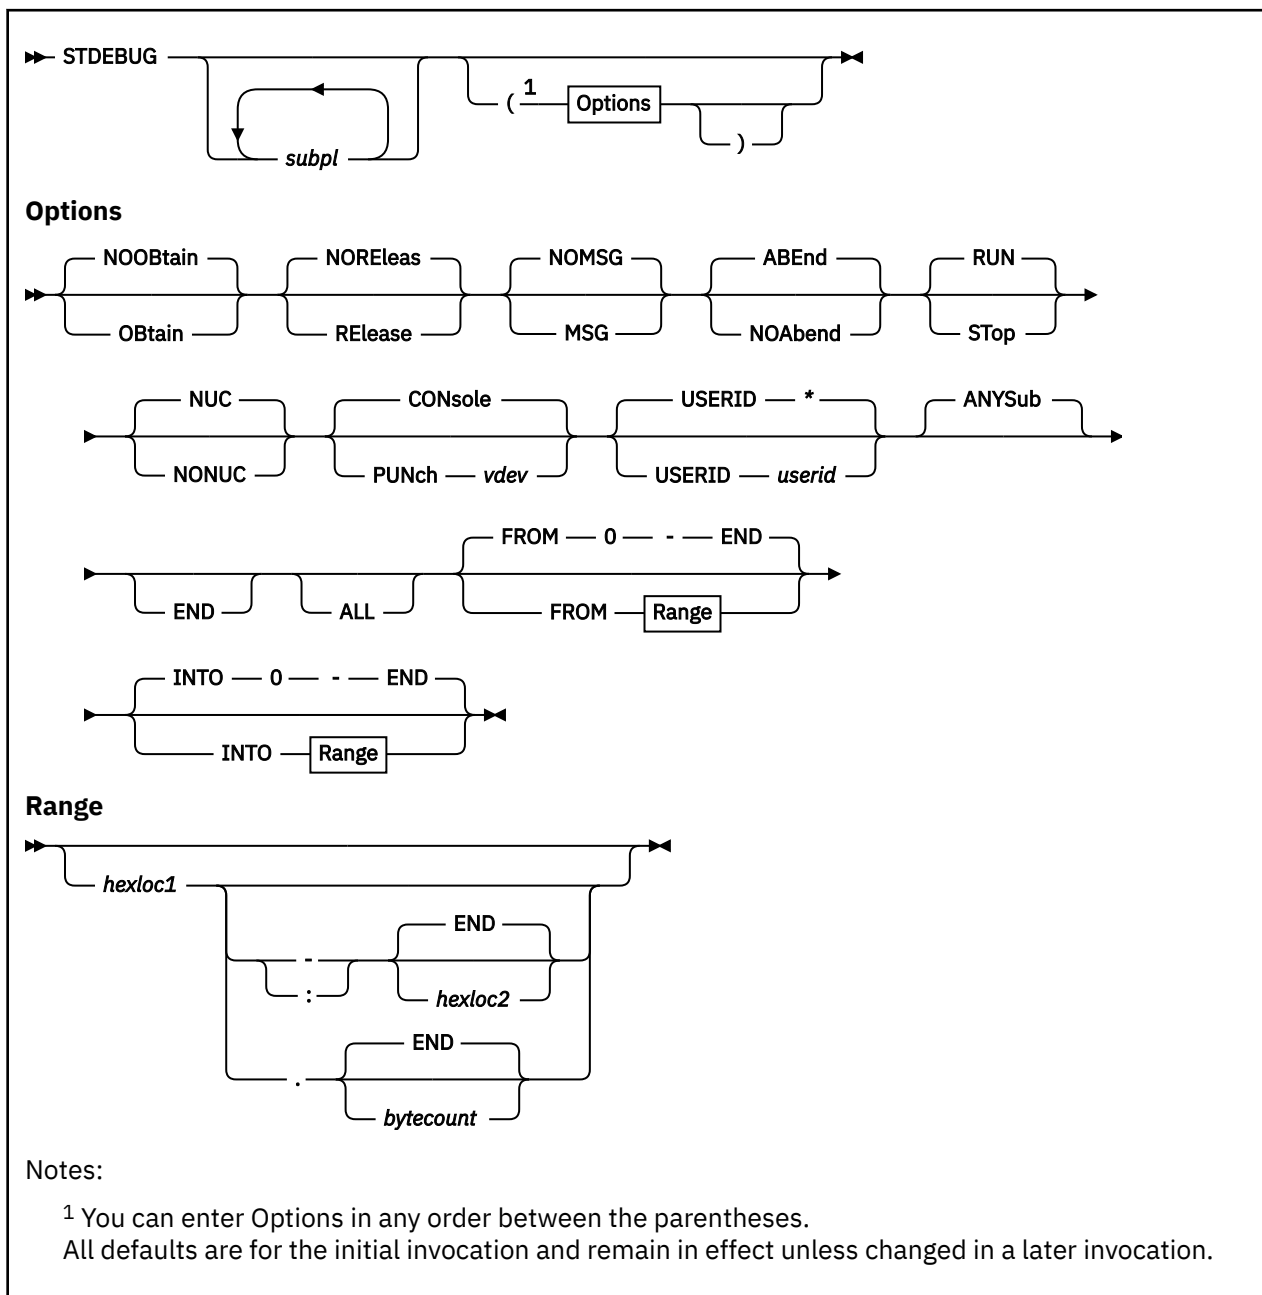 STDEBUG
( 1 Options
)
subpl
Options
NOOBtain NOREleas NOMSG ABEnd RUN
OBtain RElease MSG NOAbend STop
NUC CONsole USERID * ANYSub
NONUC PUNch vdev USERID userid
FROM 0 - END
END ALL FROM Range
INTO 0 - END
INTO Range
Range
hexloc1
END
-
: hexloc2
END
.
bytecount
Notes:
1 You can enter Options in any order between the parentheses.
All defaults are for the initial invocation and remain in effect unless changed in a later invocation.